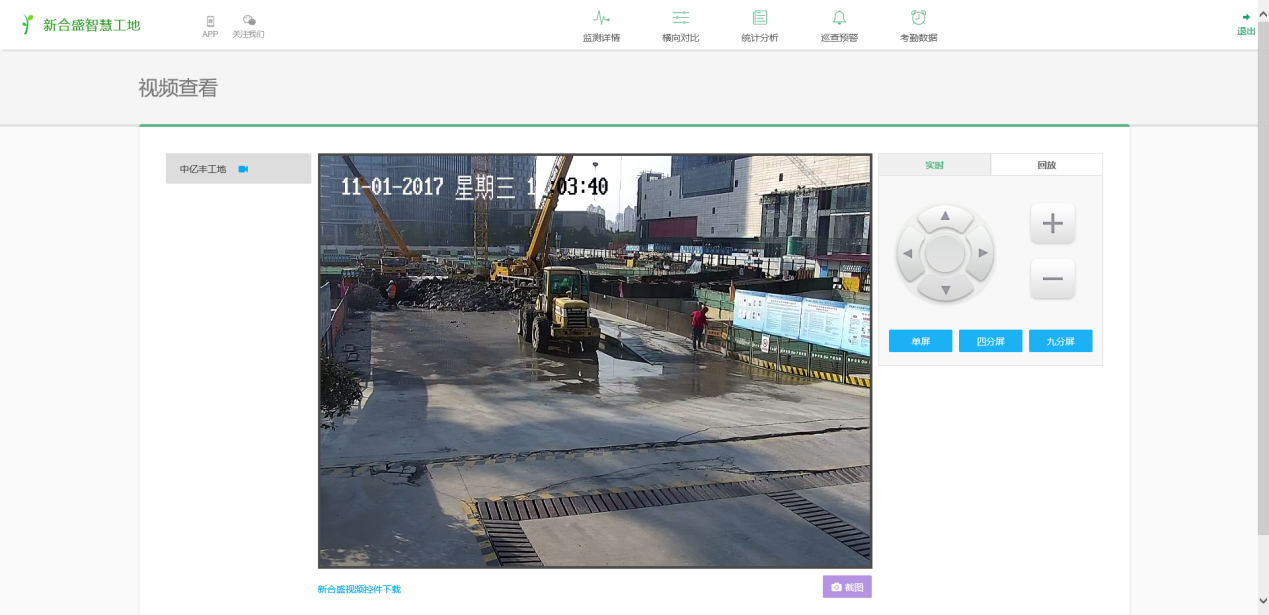 新合盛智慧工地
APP
关注我们
监测详情
横向对比
统计分析
巡查预警
考勤数据
退出
视频查看
中亿丰工地
11-01-2017 星期三
03:40
实时
回放
单屏
四分屏
九分屏
新合盛视频控件下载
截图